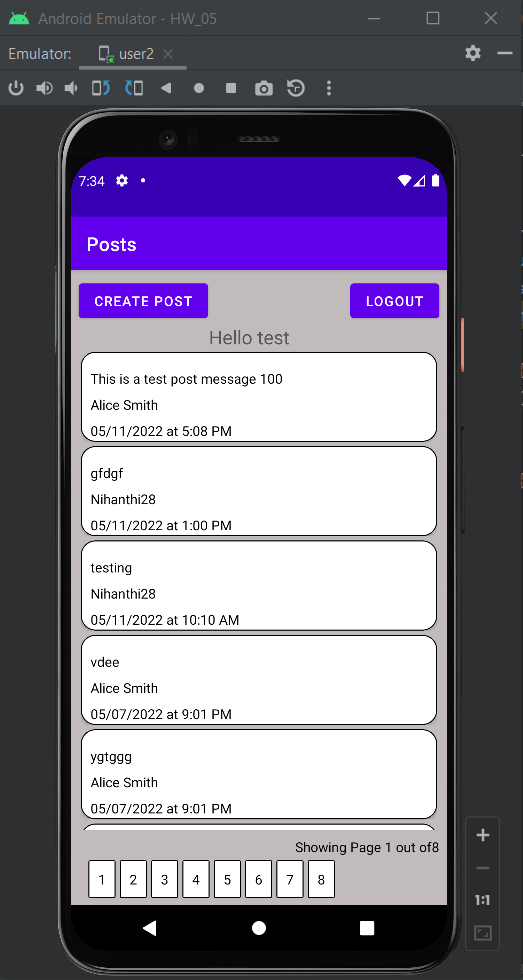 Android Emulator - HW_05
Emulator: user2
7:34
Posts
CREATE POST LOGOUT
Hello test
This is a test post message 100
Alice Smith
05/11/2022 at 5:08 PM
gfdgf
Nihanthi28
05/11/2022 at 1:00 PM
testing
Nihanthi28
05/11/2022 at 10:10 AM
vdee
Alice Smith
05/07/2022 at 9:01 PM
ygtggg
Alice Smith
05/07/2022 at 9:01 PM
Showing Page 1 out of8
1 2 3 4 5 6 7 8
1:1